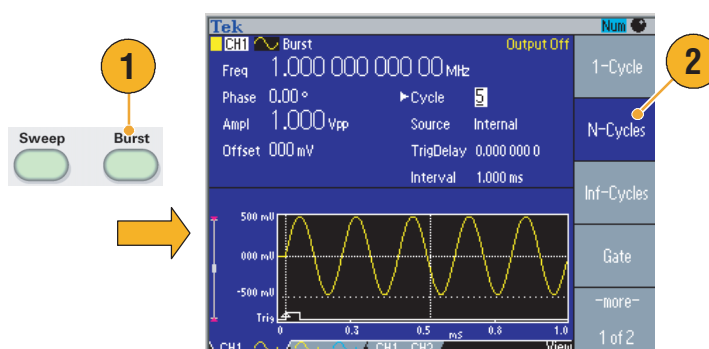 1
Sweep Burst
2
Tek Num
CH1 Burst Output Off
Freq 1.000 000 000 00 MHz
Phase 0.00 ° ►Cycle 5
Ampl 1.000 Vpp Source Internal
Offset 000 mV TrigDelay 0.000 000 0
Interval 1.000 ms
1-Cycle
N-Cycles
Inf-Cycles
Gate
-more-
1 of 2
500 mV
000 mV
-500 mV
Trig
0 0.3 0.5 ms 0.8 1.0
CH1 CH1 CH2 View